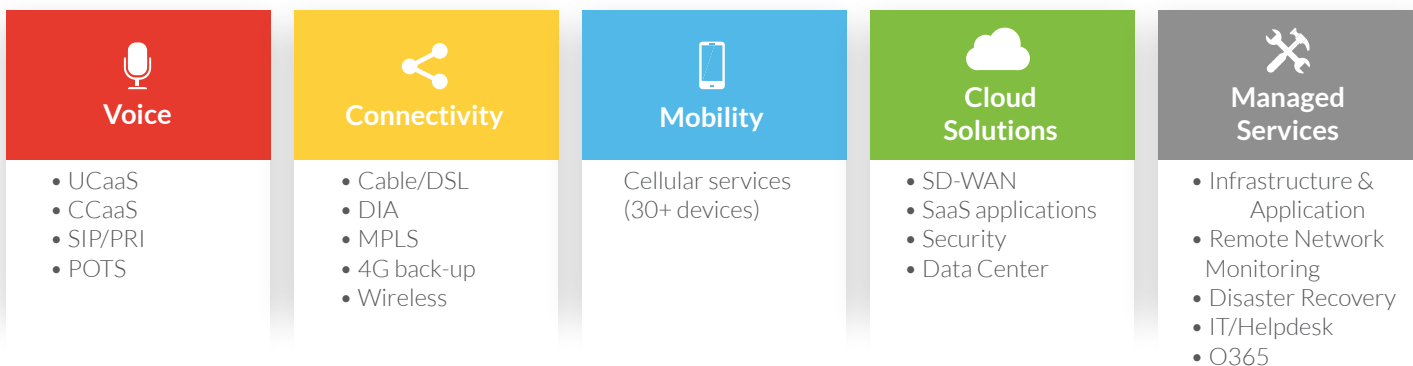 Voice
• UCaaS
• CCaaS
• SIP/PRI
• POTS
Connectivity
• Cable/DSL
• DIA
• MPLS
• 4G back-up
• Wireless
Mobility
Cellular services
(30+ devices)
Cloud
Solutions
• SD-WAN
• SaaS applications
• Security
• Data Center
Managed
Services
• Infrastructure &
Application
• Remote Network
Monitoring
• Disaster Recovery
• IT/Helpdesk
• O365